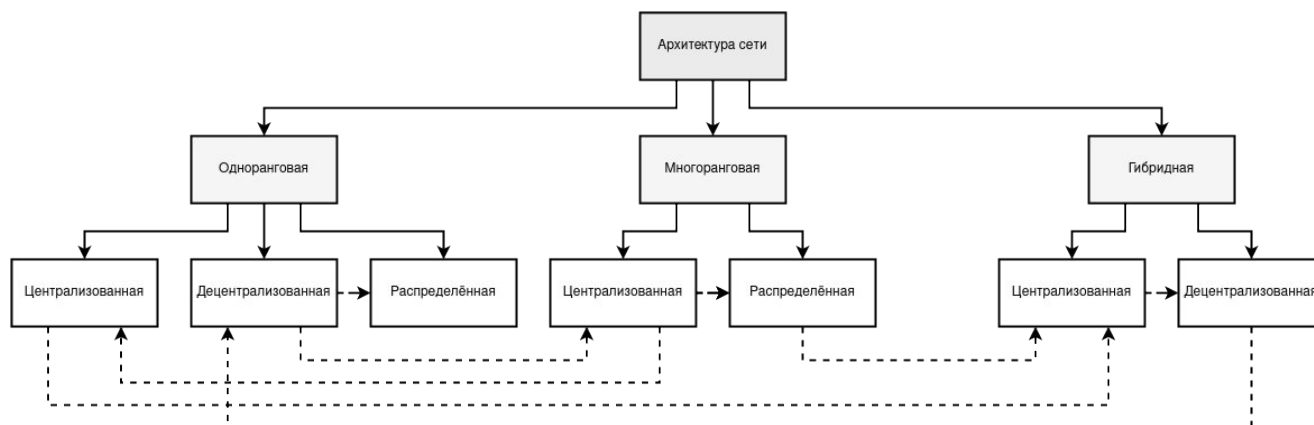 Архитектура сети
Одноранговая
Многоранговая
Гибридная
Централизованная
Децентрализованная
Распределённая
Централизованная
Распределённая
Централизованная
Децентрализованная